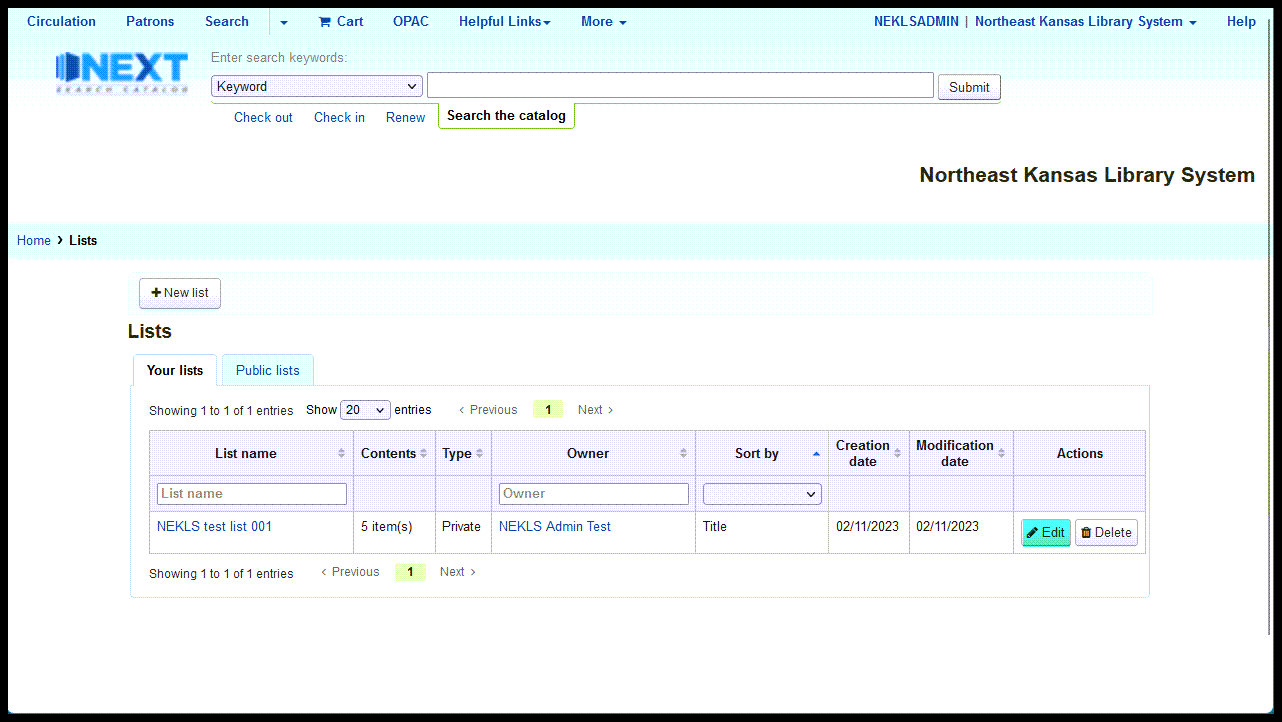 Circulation Patrons Search Cart OPAC Helpful Links More NEKLSADMIN | Northeast Kansas Library System Help
NEXT
SEARCH CATALOG
Enter search keywords:
Keyword Submit
Check out Check in Renew Search the catalog
Northeast Kansas Library System
Home › Lists
+ New list
Lists
Your lists Public lists
Showing 1 to 1 of 1 entries Show 20 entries ‹ Previous 1 Next ›
List name Contents Type Owner Sort by Creation date Modification date Actions
List name Owner
NEKLS test list 001 5 item(s) Private NEKLS Admin Test Title 02/11/2023 02/11/2023 Edit Delete
Showing 1 to 1 of 1 entries ‹ Previous 1 Next ›